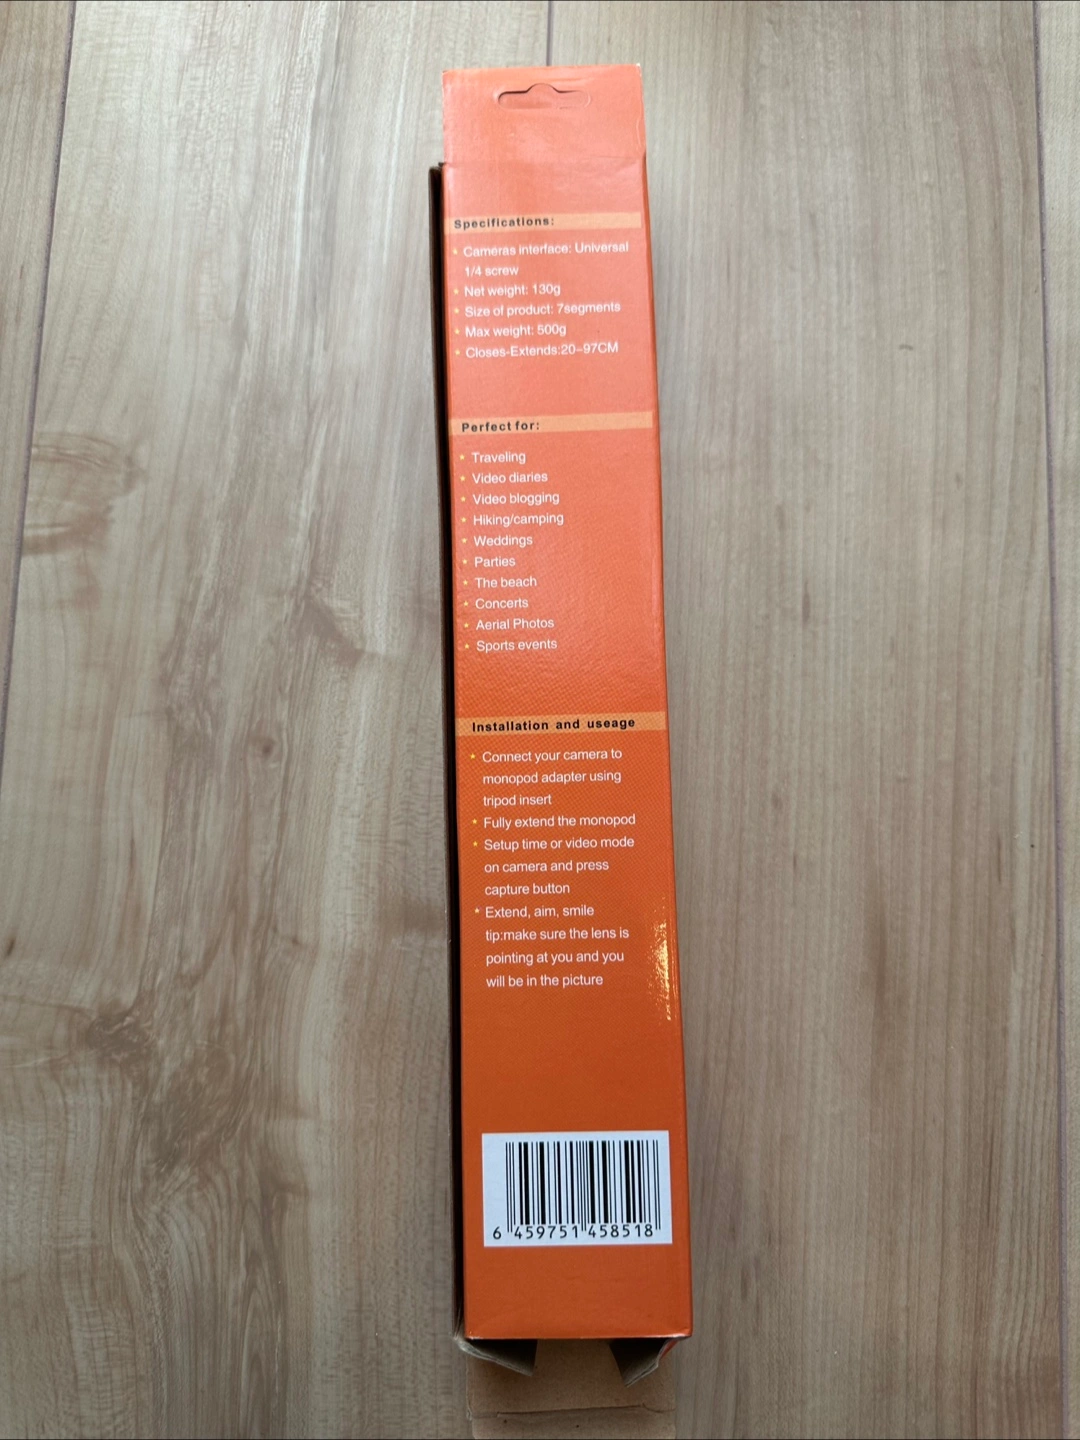 Specifications:
Cameras interface: Universal
1/4 screw
Net weight: 130g
Size of product: 7segments
Max weight: 500g
Closes-Extends:20-97CM
Perfect for:
Traveling
Video diaries
Video blogging
Hiking/camping
Weddings
Parties
The beach
Concerts
Aerial Photos
Sports events
Installation and useage
Connect your camera to
monopod adapter using
tripod insert
Fully extend the monopod
Setup time or video mode
on camera and press
capture button
Extend, aim, smile
tip:make sure the lens is
pointing at you and you
will be in the picture
6 459751 458518